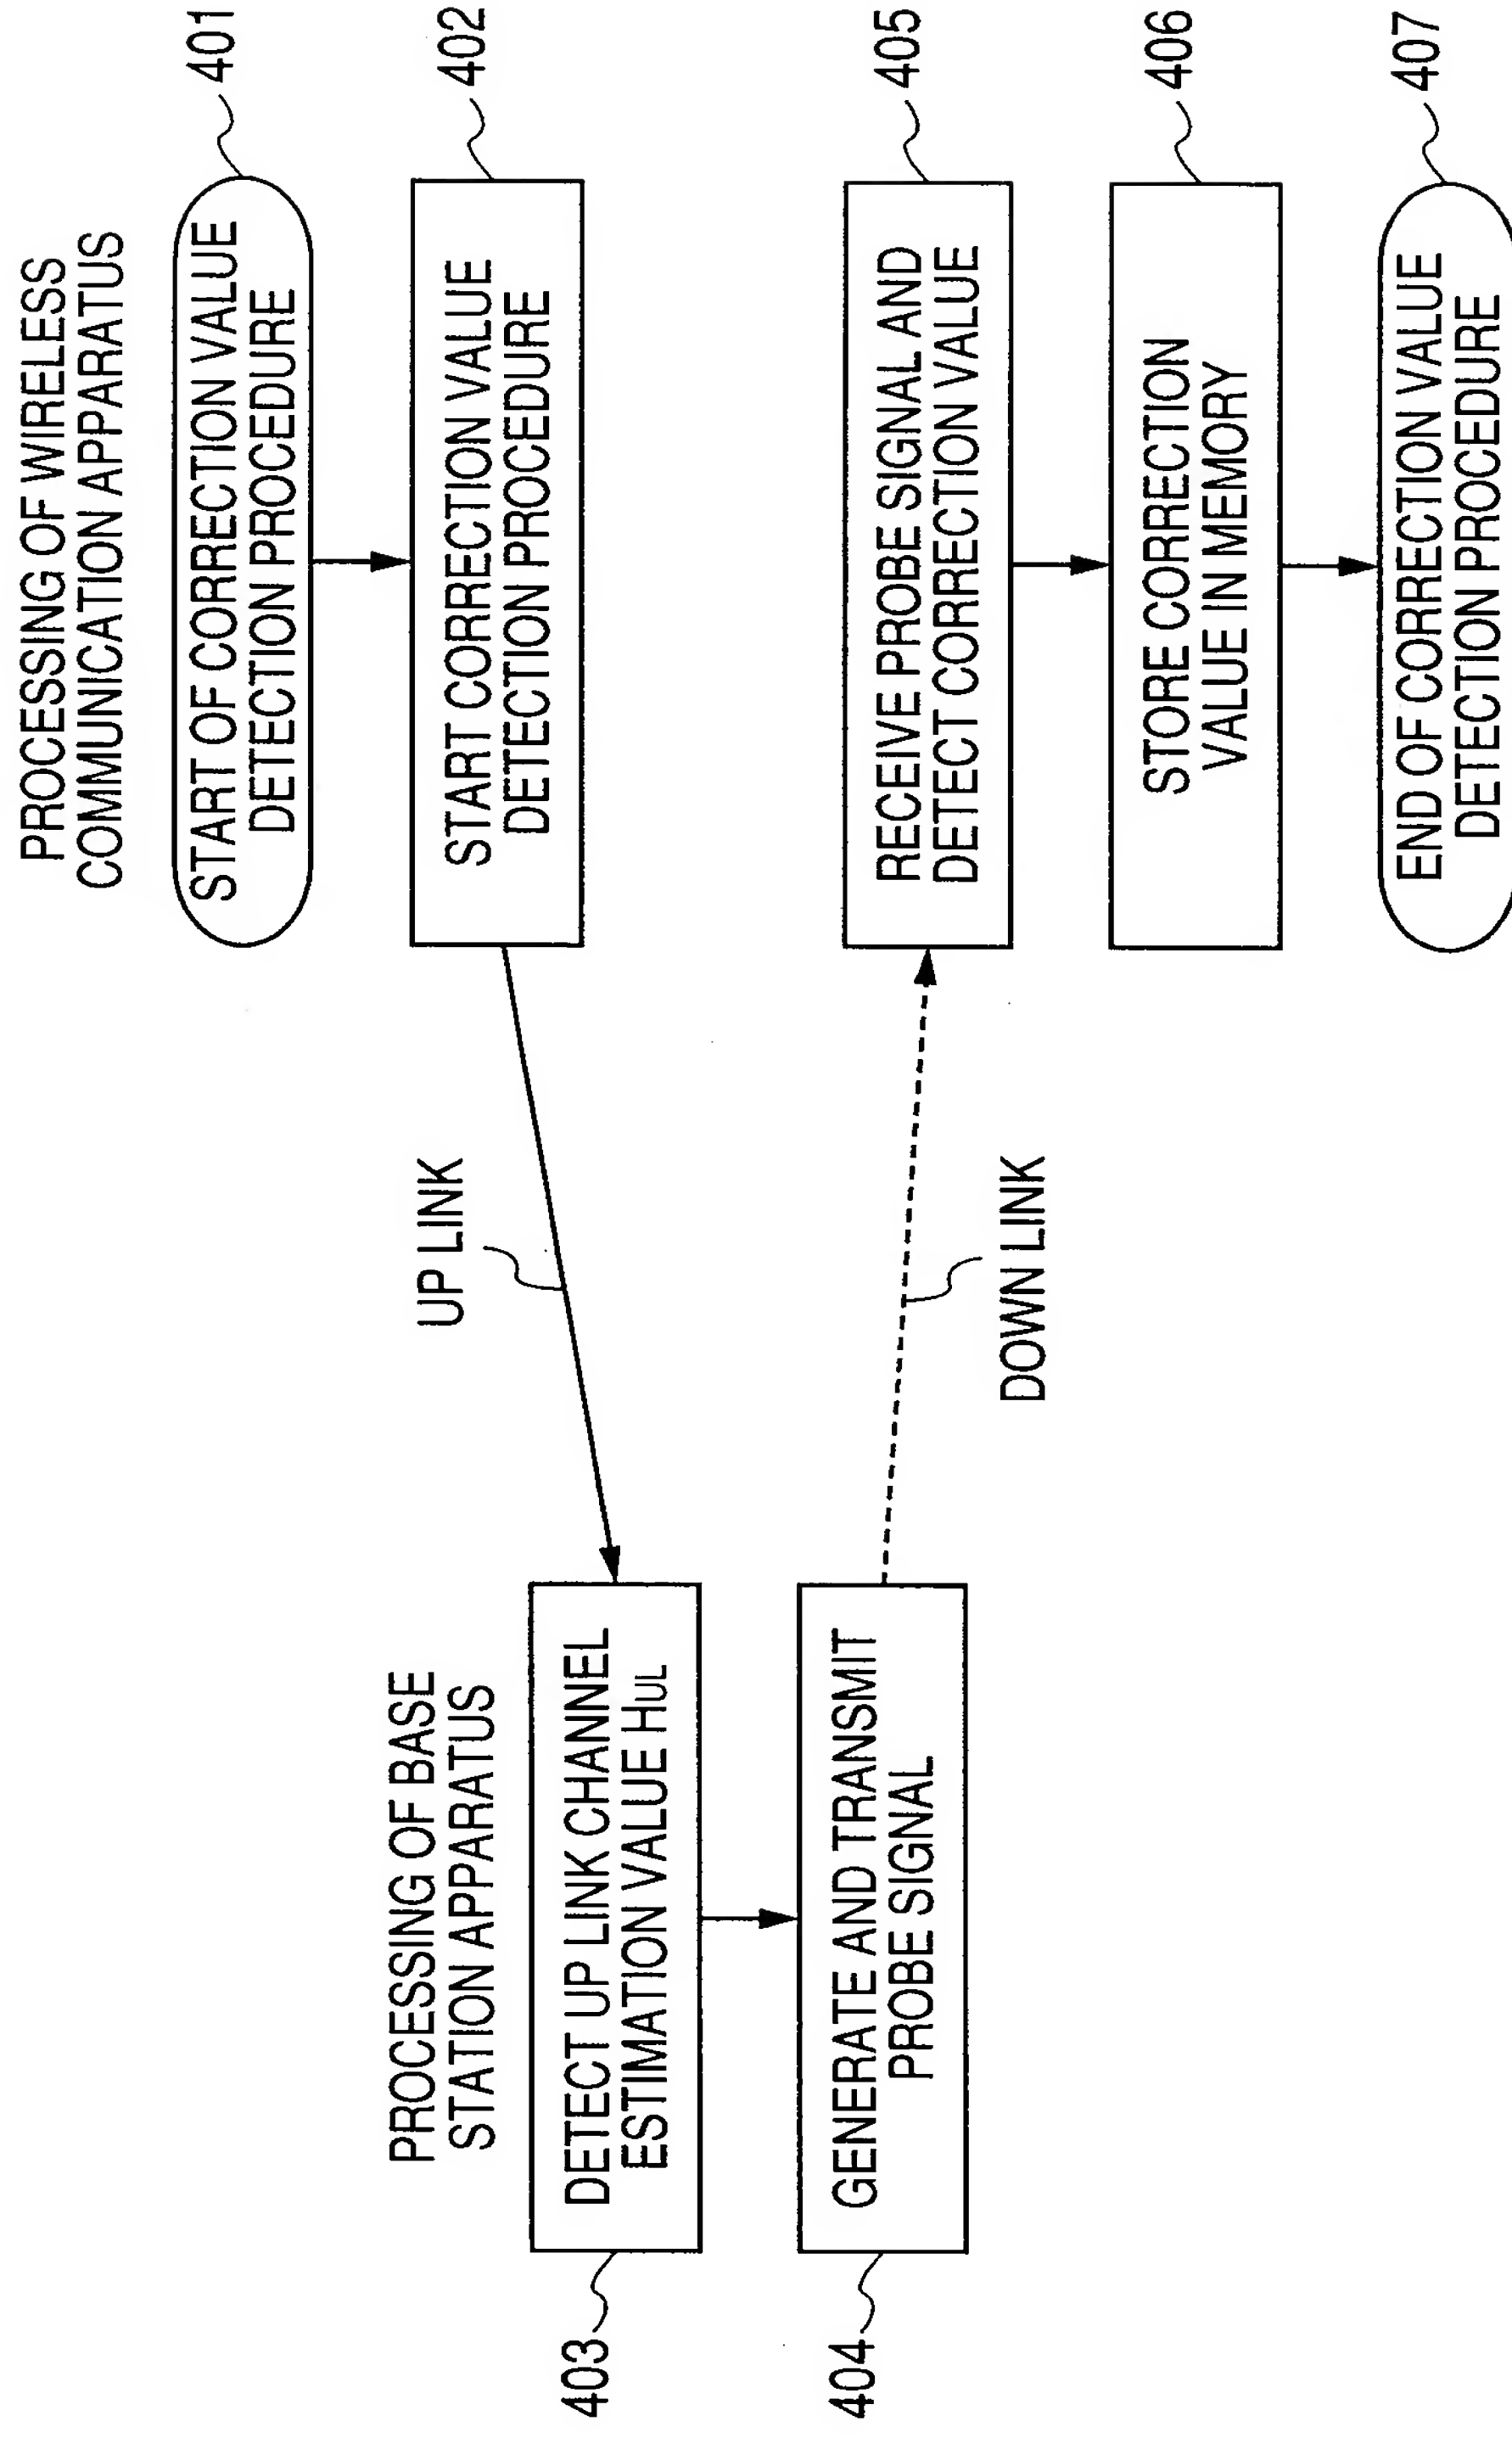 PROCESSING OF WIRELESS
COMMUNICATION APPARATUS
401
START OF CORRECTION VALUE
DETECTION PROCEDURE
402
START CORRECTION VALUE
DETECTION PROCEDURE
UP LINK
PROCESSING OF BASE
STATION APPARATUS
403
DETECT UP LINK CHANNEL
ESTIMATION VALUE HUL
404
GENERATE AND TRANSMIT
PROBE SIGNAL
DOWN LINK
405
RECEIVE PROBE SIGNAL AND
DETECT CORRECTION VALUE
406
STORE CORRECTION
VALUE IN MEMORY
407
END OF CORRECTION VALUE
DETECTION PROCEDURE